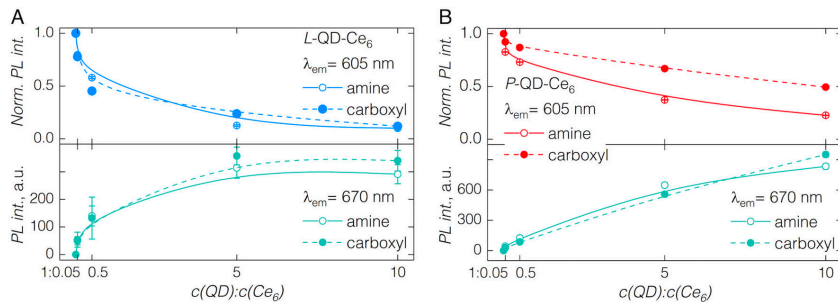 A
Norm. PL int.
1.0
0.5
0.0
L-QD-Ce6
λem= 605 nm
amine
carboxyl
PL int., a.u.
300
200
100
0
λem= 670 nm
amine
carboxyl
1:0.05
0.5
5
10
c(QD):c(Ce6)
B
Norm. PL int.
1.0
0.5
0.0
P-QD-Ce6
λem= 605 nm
amine
carboxyl
PL int., a.u.
600
300
0
λem= 670 nm
amine
carboxyl
1:0.05
0.5
5
10
c(QD):c(Ce6)